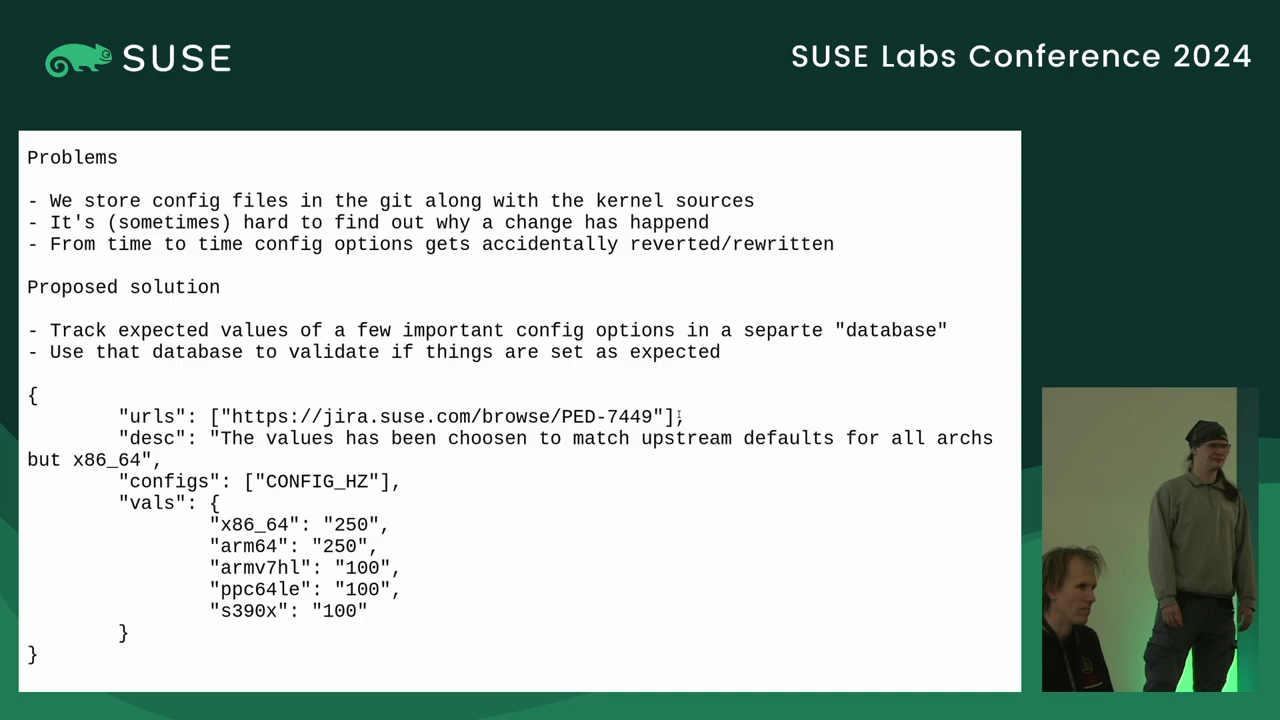 SUSE
SUSE Labs Conference 2024
Problems
- We store config files in the git along with the kernel sources
- It's (sometimes) hard to find out why a change has happend
- From time to time config options gets accidentally reverted/rewritten
Proposed solution
- Track expected values of a few important config options in a separte "database"
- Use that database to validate if things are set as expected
{
"urls": ["https://jira.suse.com/browse/PED-7449"],
"desc": "The values has been choosen to match upstream defaults for all archs
but x86_64",
"configs": ["CONFIG_HZ"],
"vals": {
"x86_64": "250",
"arm64": "250",
"armv7hl": "100",
"ppc64le": "100",
"s390x": "100"
}
}